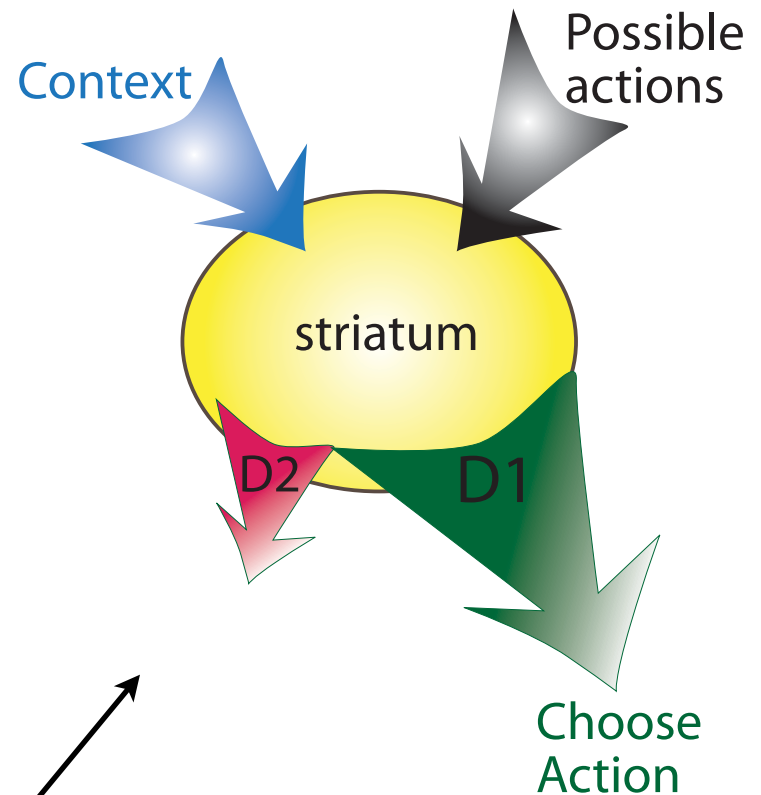 Context
Possible
actions
striatum
D2
D1
Choose
Action